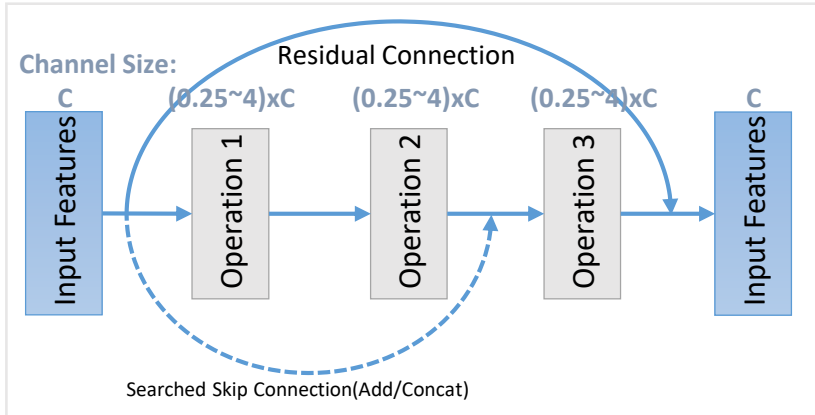 Residual Connection
Channel Size:
C (0.25~4)xC (0.25~4)xC (0.25~4)xC C
Input Features
Operation 1
Operation 2
Operation 3
Input Features
Searched Skip Connection(Add/Concat)